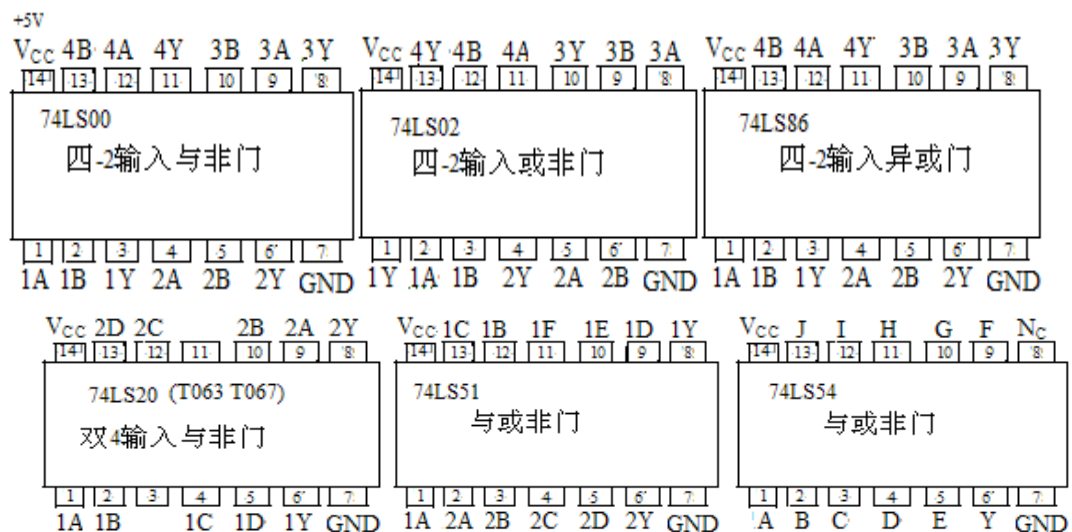 +5V
VCC 4B 4A 4Y 3B 3A 3Y
14 13 12 11 10 9 8
74LS00
四-2输入与非门
1 2 3 4 5 6 7
1A 1B 1Y 2A 2B 2Y GND
VCC 4Y 4B 4A 3Y 3B 3A
14 13 12 11 10 9 8
74LS02
四-2输入或非门
1 2 3 4 5 6 7
1Y 1A 1B 2Y 2A 2B GND
VCC 4B 4A 4Y 3B 3A 3Y
14 13 12 11 10 9 8
74LS86
四-2输入异或门
1 2 3 4 5 6 7
1A 1B 1Y 2A 2B 2Y GND
VCC 2D 2C 2B 2A 2Y
14 13 12 11 10 9 8
74LS20 (T063 T067)
双4输入与非门
1 2 3 4 5 6 7
1A 1B 1C 1D 1Y GND
VCC 1C 1B 1F 1E 1D 1Y
14 13 12 11 10 9 8
74LS51
与或非门
1 2 3 4 5 6 7
1A 2A 2B 2C 2D 2Y GND
VCC J I H G F NC
14 13 12 11 10 9 8
74LS54
与或非门
1 2 3 4 5 6 7
A B C D E Y GND